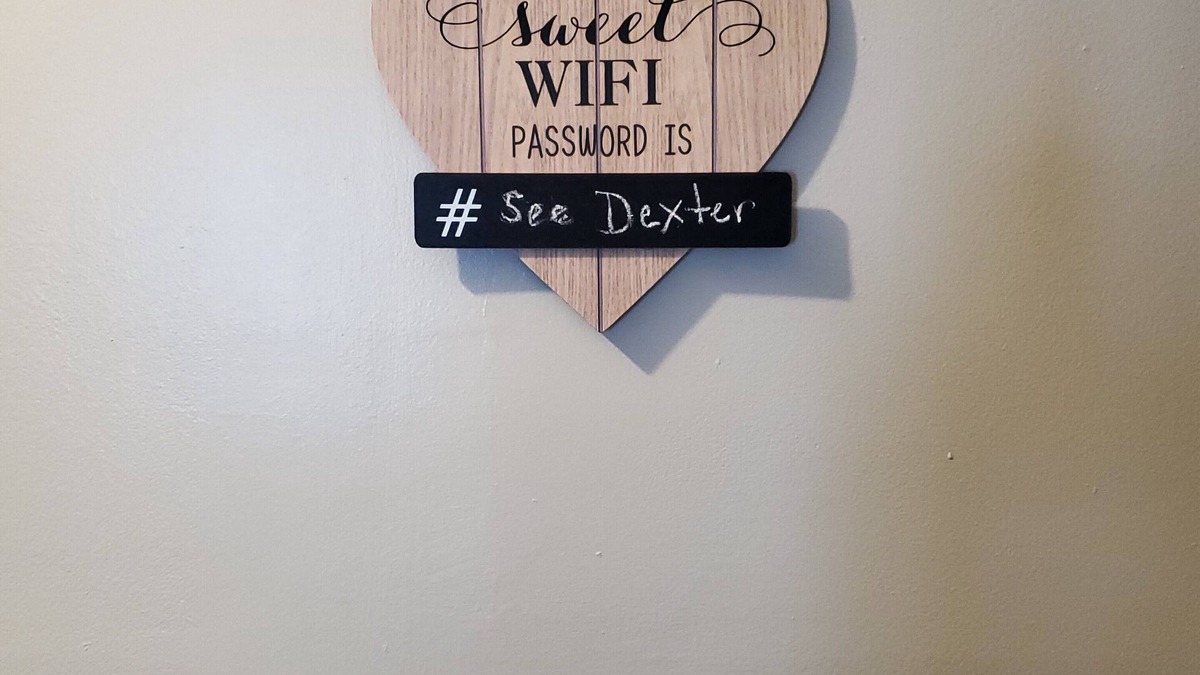 sweet
WIFI
PASSWORD IS
# See Dexter